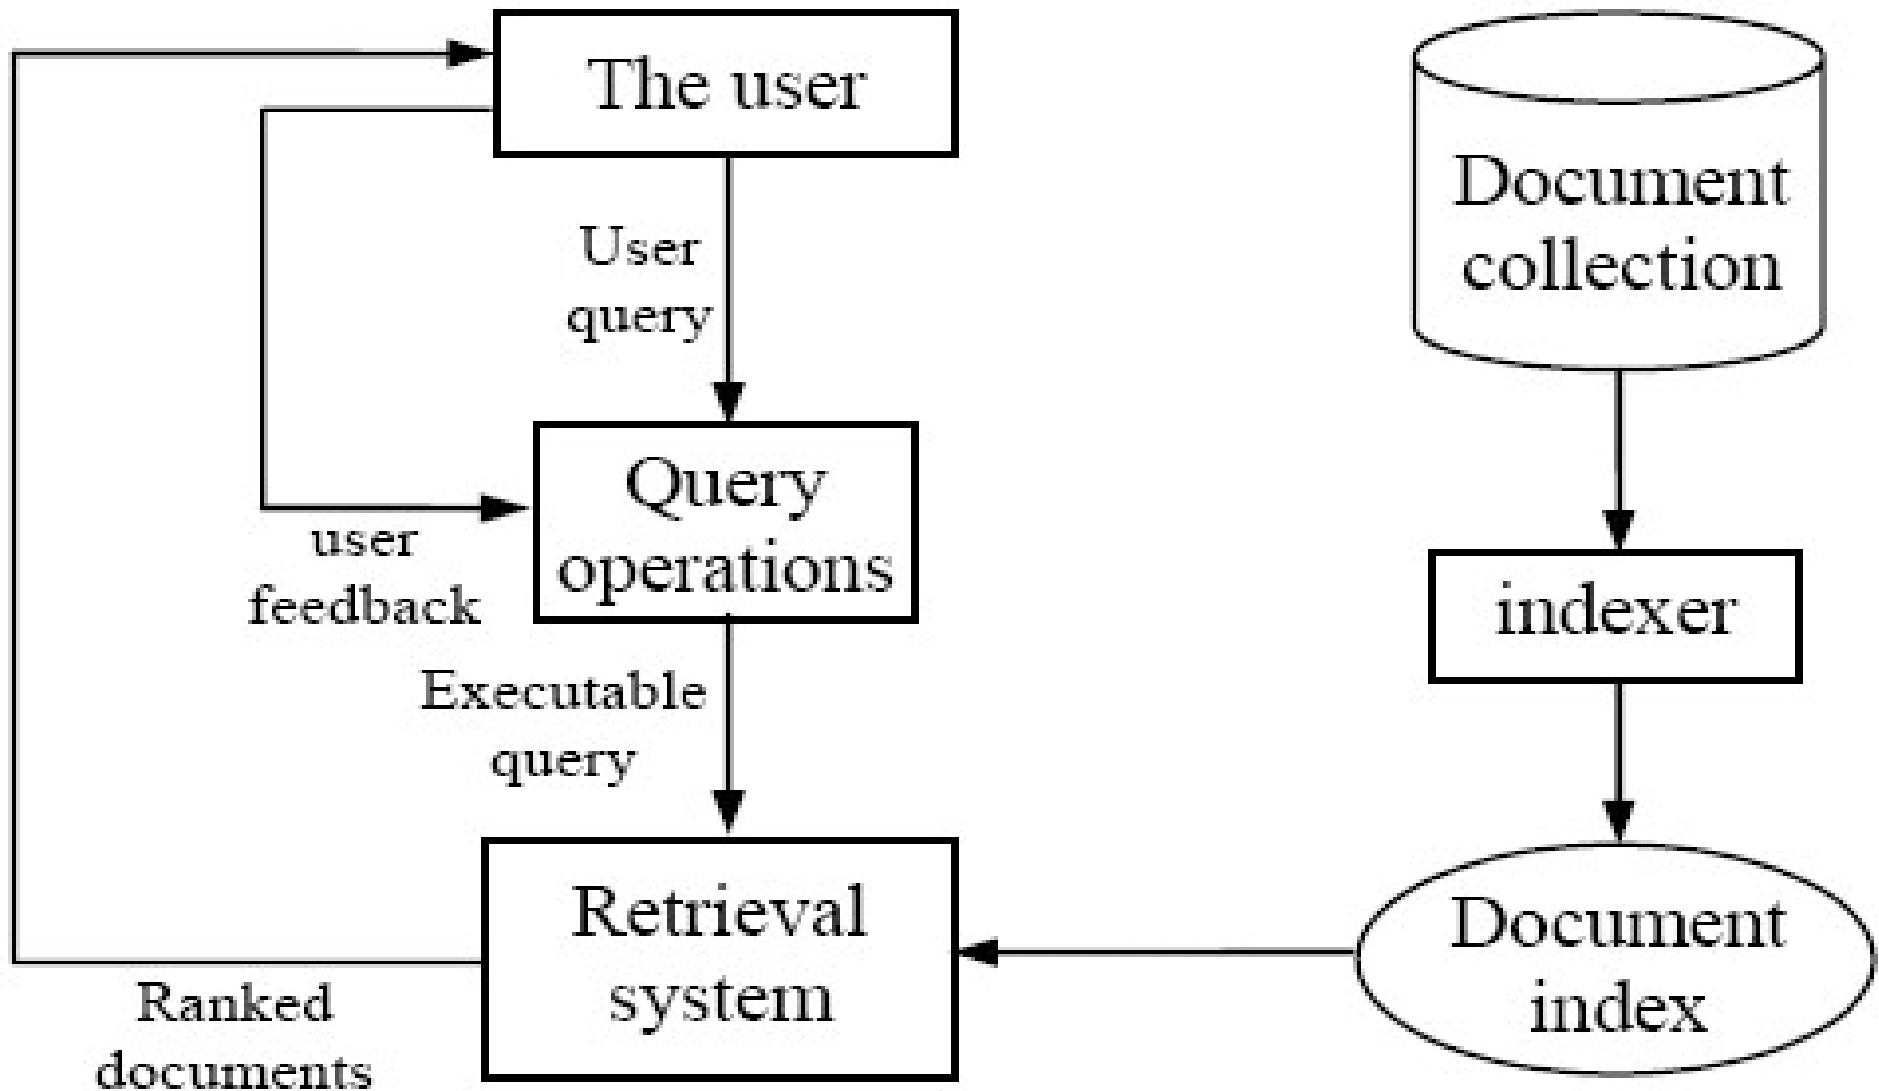 The user
User
query
Query
operations
user
feedback
Executable
query
Retrieval
system
Ranked
documents
Document
collection
indexer
Document
index